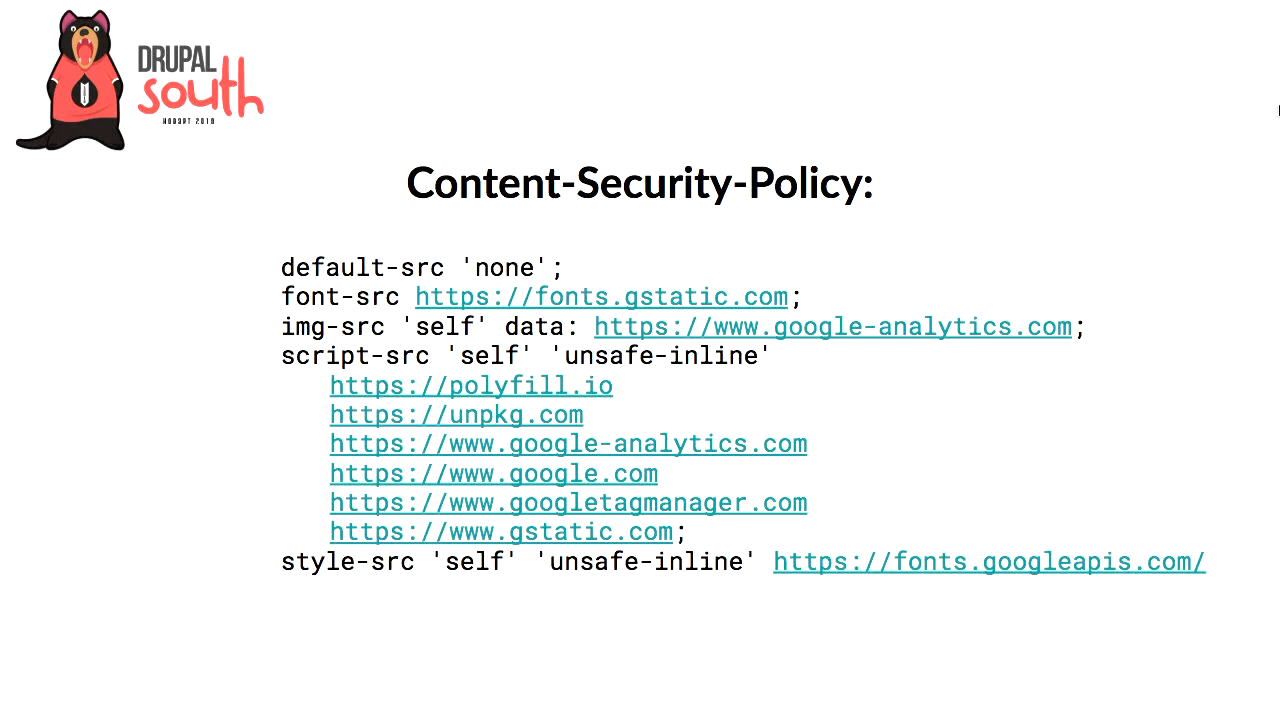 DRUPAL
south
HOBART 2019
Content-Security-Policy:
default-src 'none';
font-src https://fonts.gstatic.com;
img-src 'self' data: https://www.google-analytics.com;
script-src 'self' 'unsafe-inline'
https://polyfill.io
https://unpkg.com
https://www.google-analytics.com
https://www.google.com
https://www.googletagmanager.com
https://www.gstatic.com;
style-src 'self' 'unsafe-inline' https://fonts.googleapis.com/